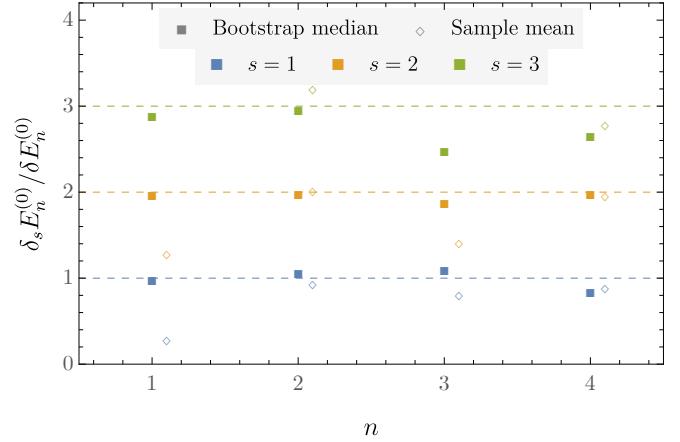 Bootstrap median Sample mean
s = 1 s = 2 s = 3
δ_s E_n^{(0)} / δE_n^{(0)}
4
3
2
1
0
1 2 3 4
n